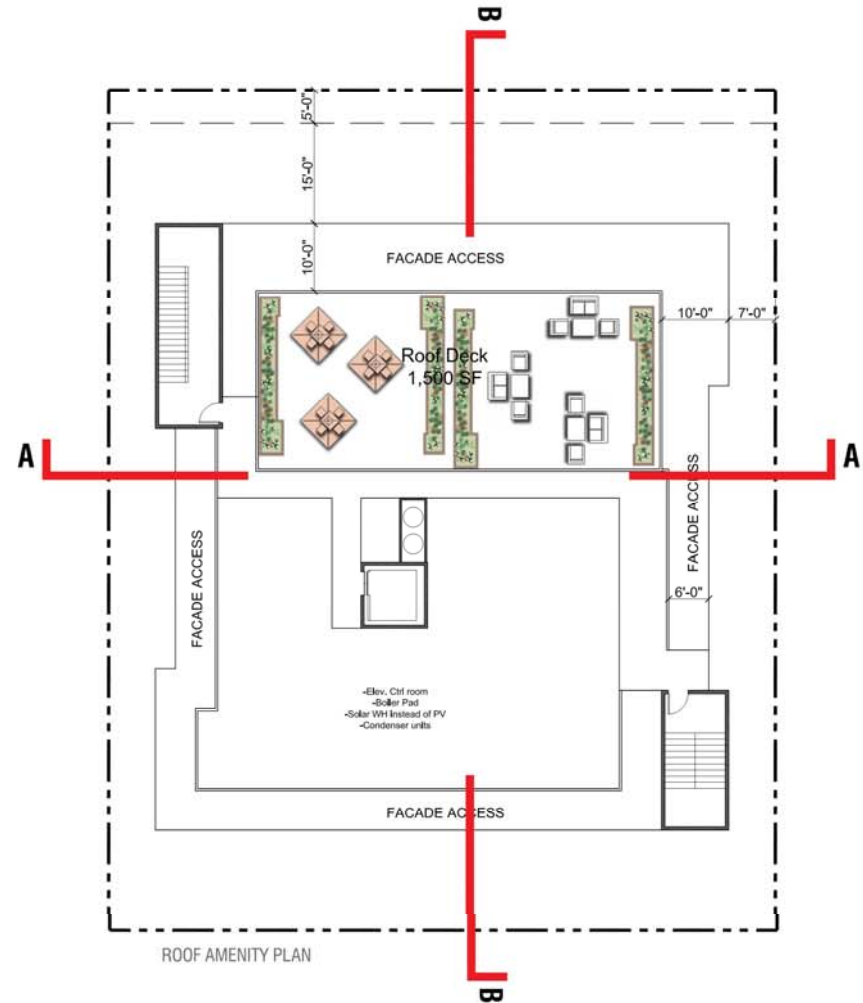 B
5'-0"
15'-0"
10'-0"
FACADE ACCESS
10'-0"
7'-0"
Roof Deck
1,500 SF
A
A
FACADE ACCESS
FACADE ACCESS
6'-0"
-Elev. Ctrl room
-Boiler Pad
-Solar WH Instead of PV
-Condenser units
FACADE ACCESS
ROOF AMENITY PLAN
B